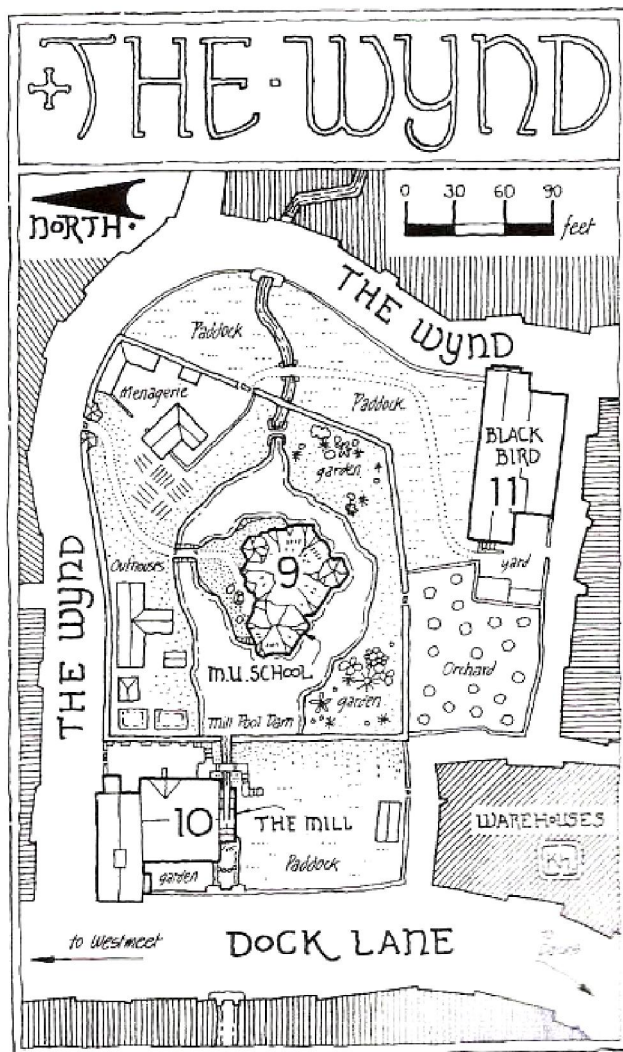 THE · WYND
NORTH
0 30 60 90
feet
THE WYND
Paddock
Menagerie
Paddock
BLACK
BIRD
11
garden
9
Outhouses
yard
THE WYND
M.U. SCHOOL
Orchard
garden
Mill Pool Dam
10
THE MILL
WAREHOUSES
Paddock
garden
to Westmeet
DOCK LANE